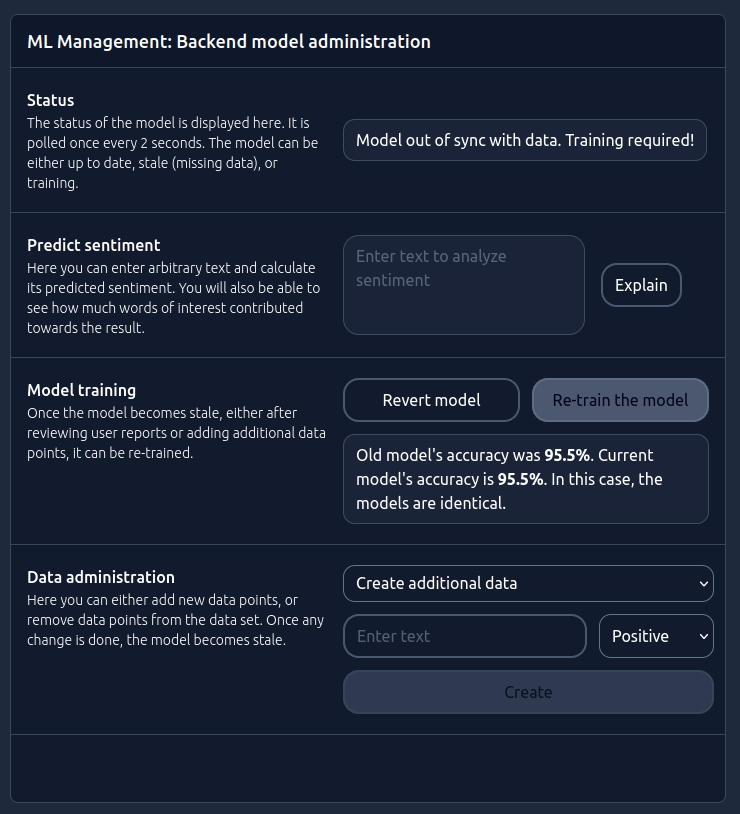 ML Management: Backend model administration
Status
The status of the model is displayed here. It is
polled once every 2 seconds. The model can be
either up to date, stale (missing data), or
training.
Model out of sync with data. Training required!
Predict sentiment
Here you can enter arbitrary text and calculate
its predicted sentiment. You will also be able to
see how much words of interest contributed
towards the result.
Enter text to analyze
sentiment
Explain
Model training
Once the model becomes stale, either after
reviewing user reports or adding additional data
points, it can be re-trained.
Revert model
Re-train the model
Old model's accuracy was 95.5%. Current
model's accuracy is 95.5%. In this case, the
models are identical.
Data administration
Here you can either add new data points, or
remove data points from the data set. Once any
change is done, the model becomes stale.
Create additional data
Enter text
Positive
Create